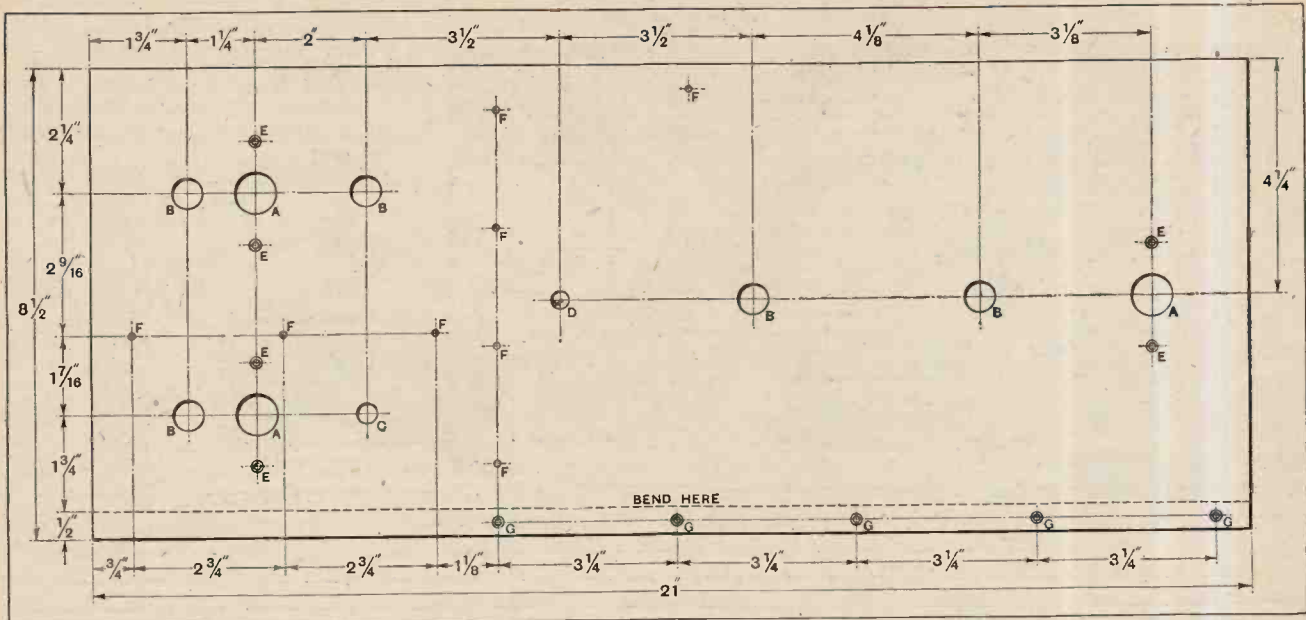 1¾″ 1¼″ 2″ 3½″ 3½″ 4⅛″ 3⅛″
F
F
2¼″
E
4¼″
B A B
F
E
E
2 9/16″
8½″
D B B A
F F F
E
F
E
1 7/16″
B A C
1¾″
E
F
BEND HERE
½″
G G G G G
¾″ 2¾″ 2¾″ 1⅛″ 3¼″ 3¼″ 3¼″ 3¼″
21″